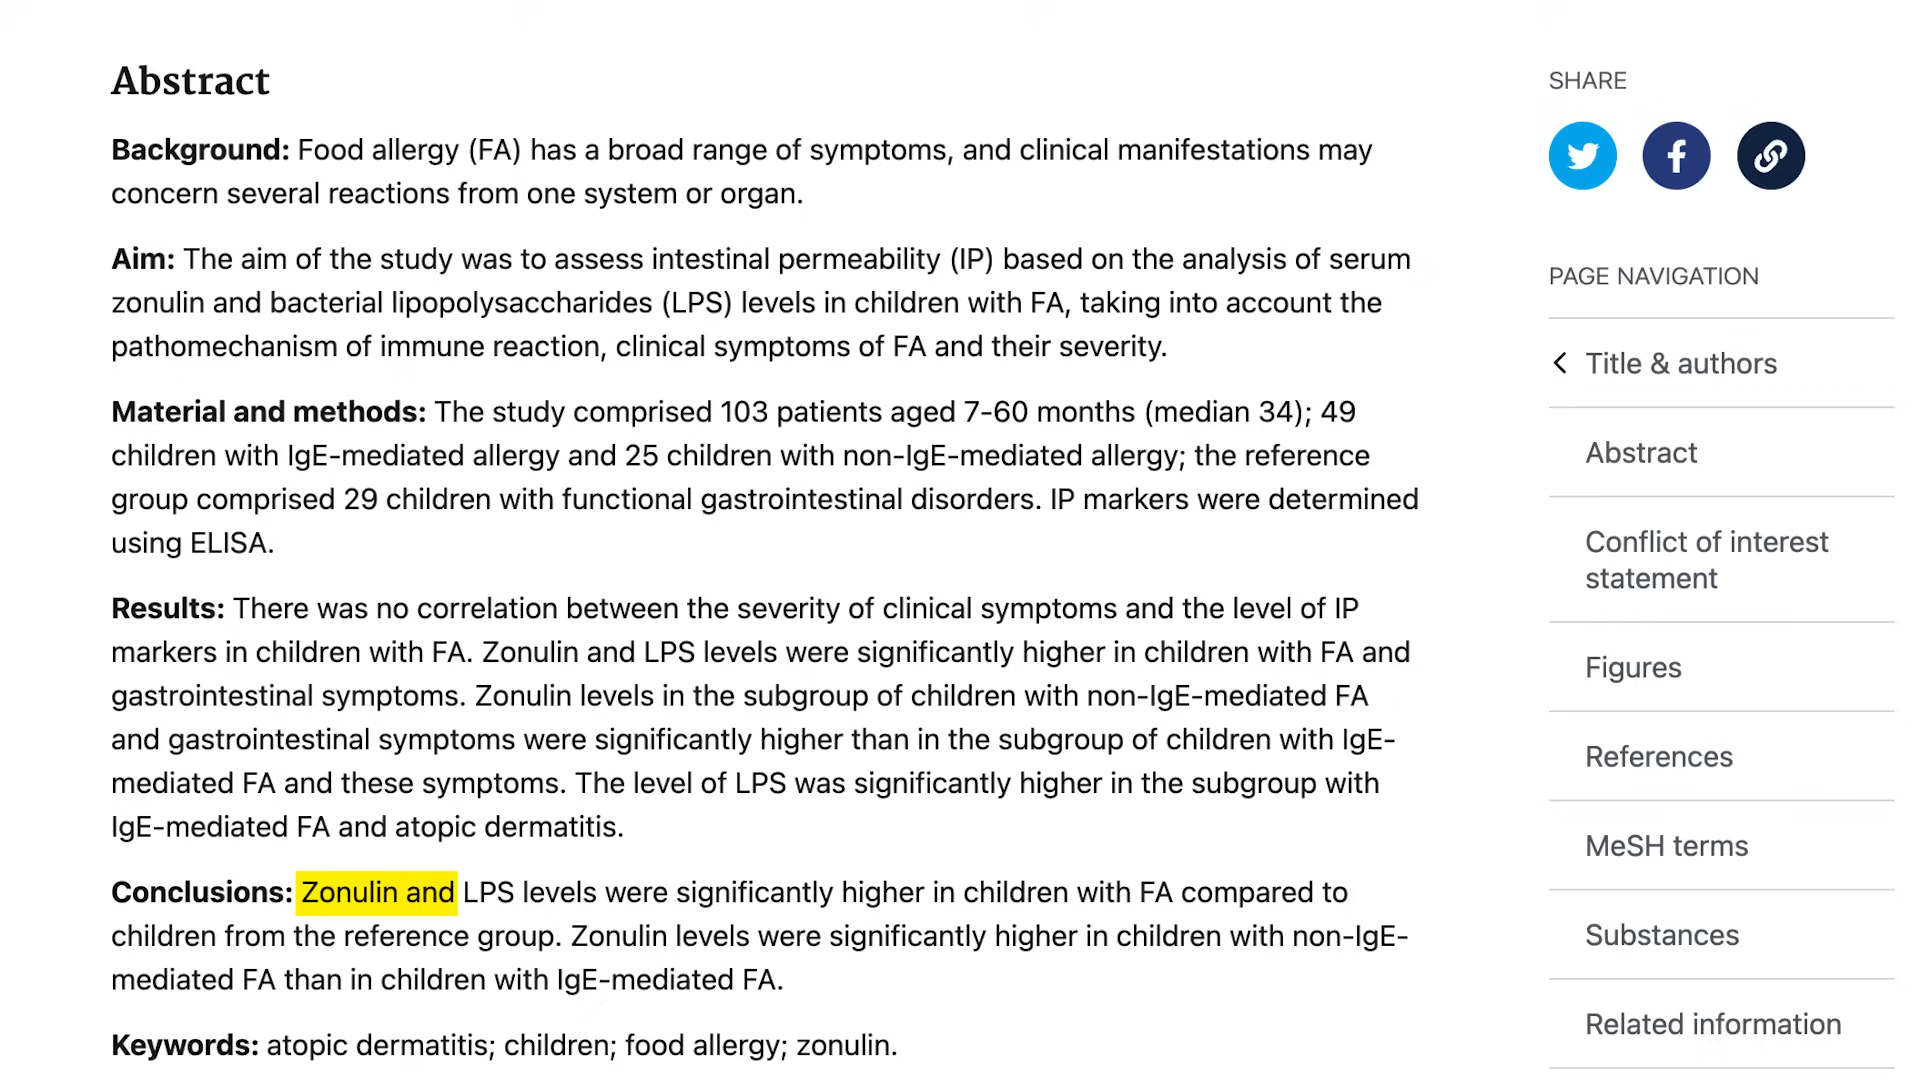 Abstract
Background: Food allergy (FA) has a broad range of symptoms, and clinical manifestations may
concern several reactions from one system or organ.
Aim: The aim of the study was to assess intestinal permeability (IP) based on the analysis of serum
zonulin and bacterial lipopolysaccharides (LPS) levels in children with FA, taking into account the
pathomechanism of immune reaction, clinical symptoms of FA and their severity.
Material and methods: The study comprised 103 patients aged 7-60 months (median 34); 49
children with IgE-mediated allergy and 25 children with non-IgE-mediated allergy; the reference
group comprised 29 children with functional gastrointestinal disorders. IP markers were determined
using ELISA.
Results: There was no correlation between the severity of clinical symptoms and the level of IP
markers in children with FA. Zonulin and LPS levels were significantly higher in children with FA and
gastrointestinal symptoms. Zonulin levels in the subgroup of children with non-IgE-mediated FA
and gastrointestinal symptoms were significantly higher than in the subgroup of children with IgE-
mediated FA and these symptoms. The level of LPS was significantly higher in the subgroup with
IgE-mediated FA and atopic dermatitis.
Conclusions: Zonulin and LPS levels were significantly higher in children with FA compared to
children from the reference group. Zonulin levels were significantly higher in children with non-IgE-
mediated FA than in children with IgE-mediated FA.
Keywords: atopic dermatitis; children; food allergy; zonulin.
SHARE
PAGE NAVIGATION
Title & authors
Abstract
Conflict of interest
statement
Figures
References
MeSH terms
Substances
Related information